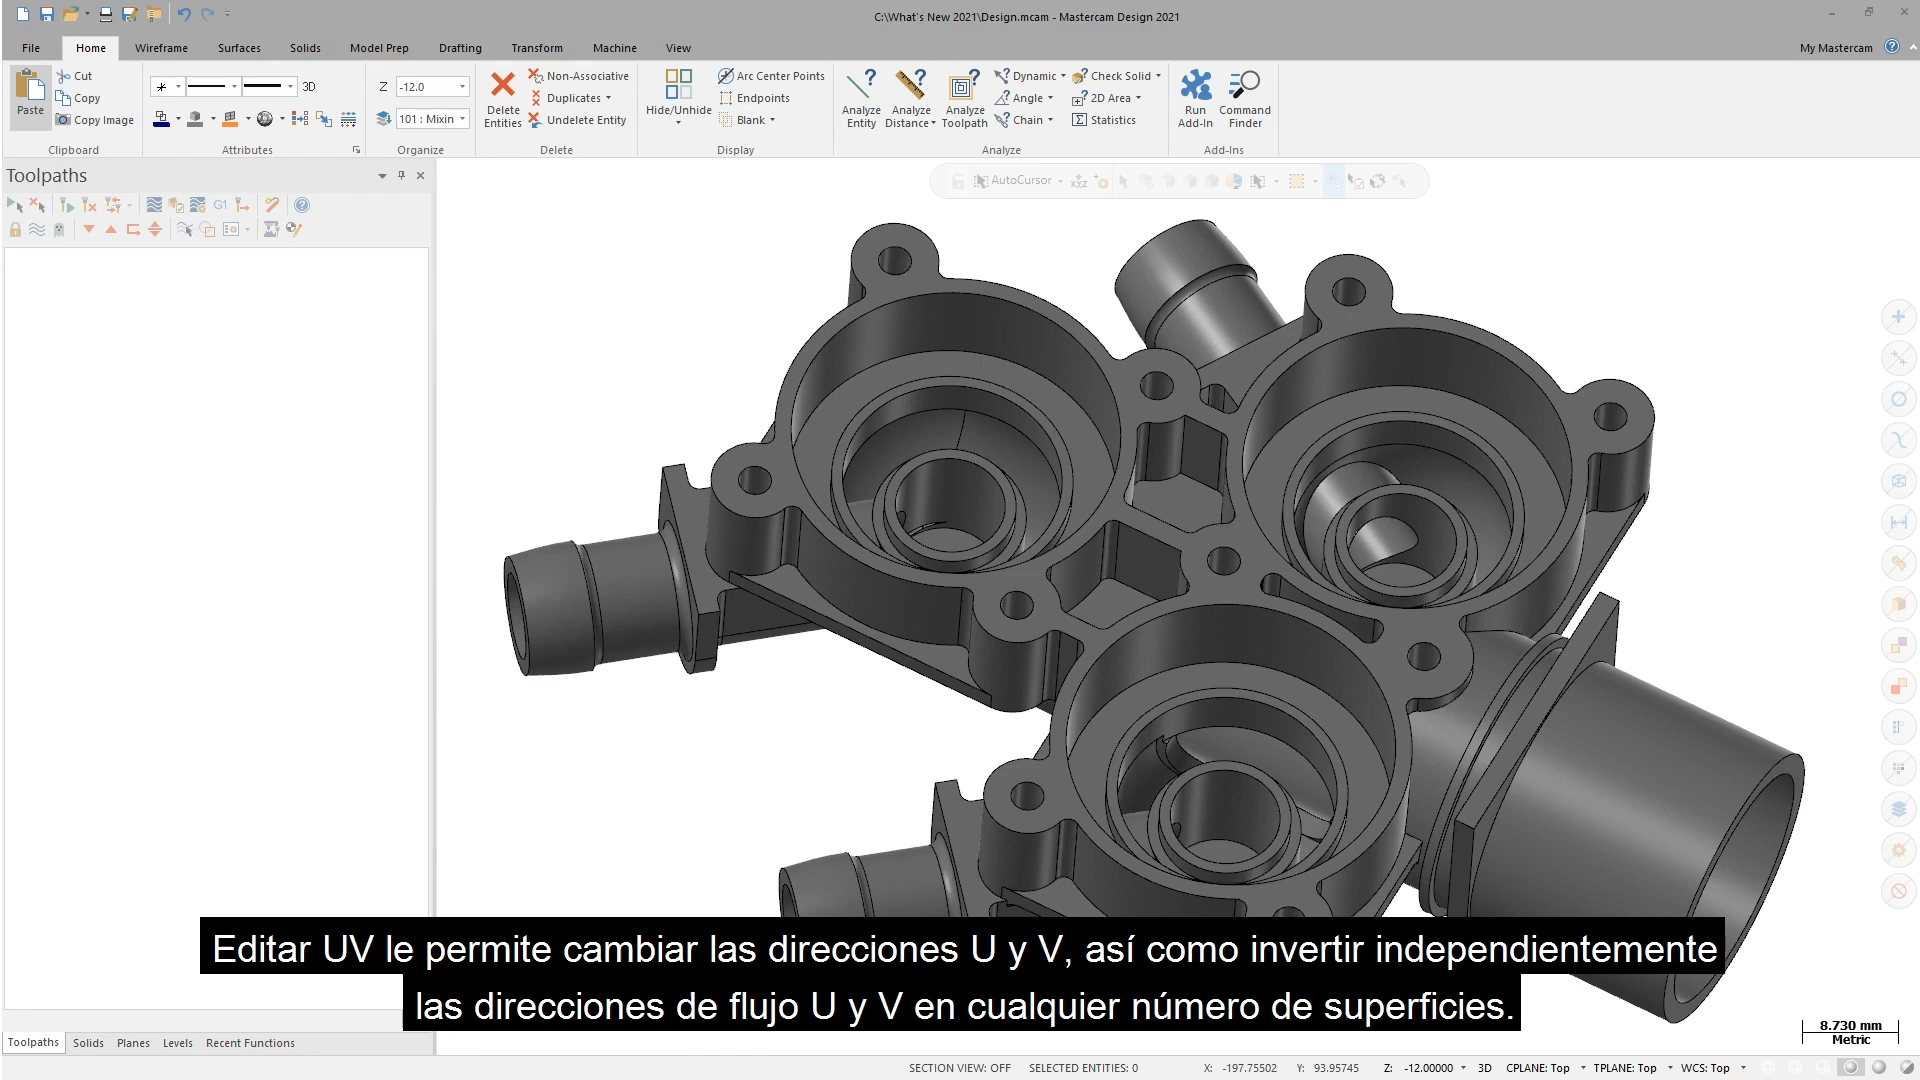 C:\What's New 2021\Design.mcam - Mastercam Design 2021
File Home Wireframe Surfaces Solids Model Prep Drafting Transform Machine View My Mastercam
Paste
Cut
Copy
Copy Image
Clipboard
3D
Attributes
Z -12.0
101 : Mixin
Organize
Delete Entities
Non-Associative
Duplicates
Undelete Entity
Delete
Hide/Unhide
Arc Center Points
Endpoints
Blank
Display
Analyze Entity
Analyze Distance
Analyze Toolpath
Dynamic
Angle
Chain
Check Solid
2D Area
Statistics
Analyze
Run Add-In
Command Finder
Add-Ins
Toolpaths
G1
AutoCursor
Editar UV le permite cambiar las direcciones U y V, así como invertir independientemente
las direcciones de flujo U y V en cualquier número de superficies.
8.730 mm
Metric
Toolpaths Solids Planes Levels Recent Functions
SECTION VIEW: OFF SELECTED ENTITIES: 0 X: -197.75502 Y: 93.95745 Z: -12.00000 3D CPLANE: Top TPLANE: Top WCS: Top